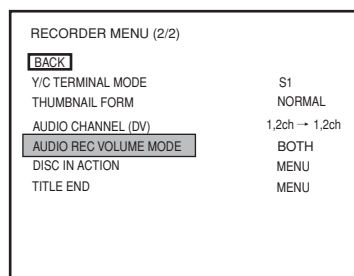 RECORDER MENU (2/2)
BACK
Y/C TERMINAL MODE S1
THUMBNAIL FORM NORMAL
AUDIO CHANNEL (DV) 1,2ch → 1,2ch
AUDIO REC VOLUME MODE BOTH
DISC IN ACTION MENU
TITLE END MENU